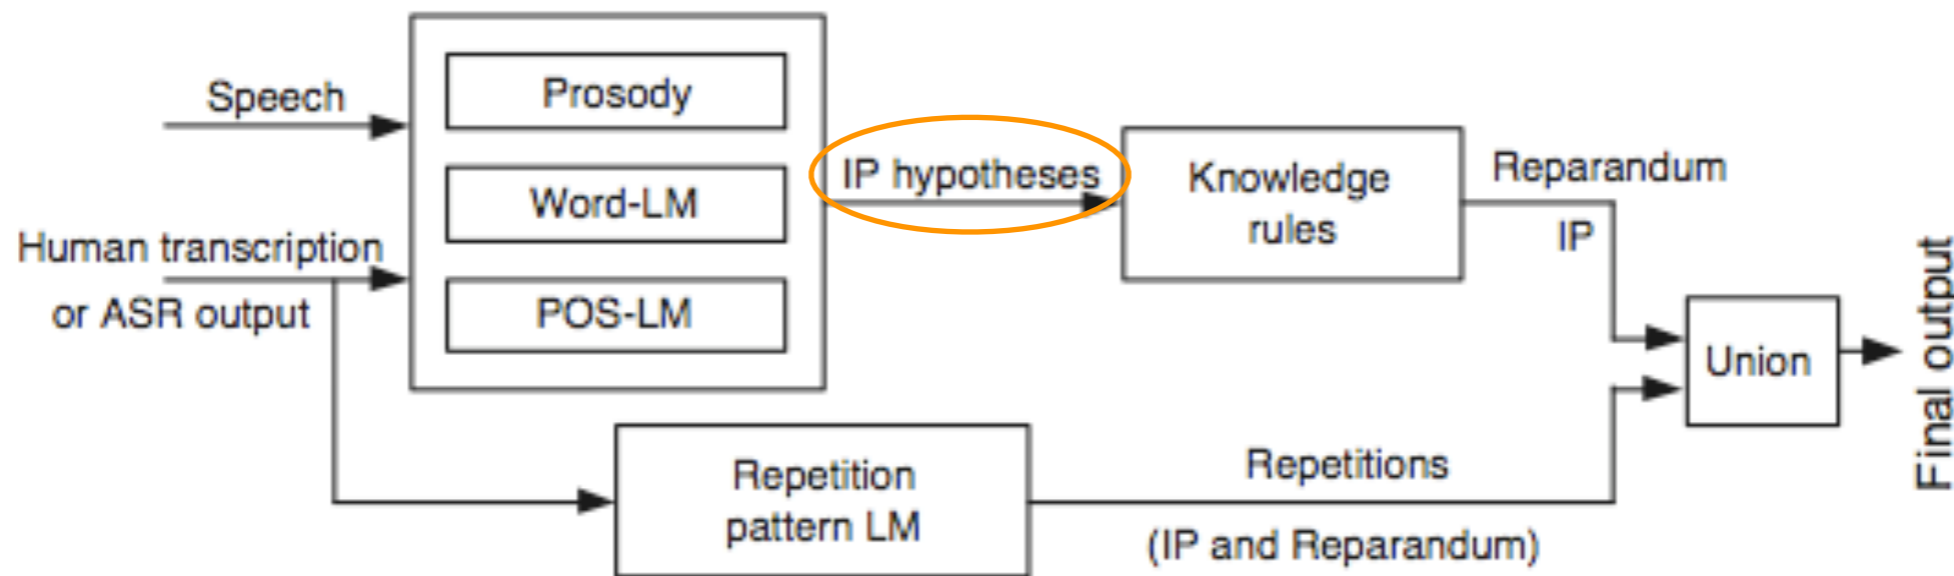 Speech
Human transcription
or ASR output
Prosody
Word-LM
POS-LM
IP hypotheses
Knowledge
rules
Reparandum
IP
Repetition
pattern LM
Repetitions
(IP and Reparandum)
Union
Final output